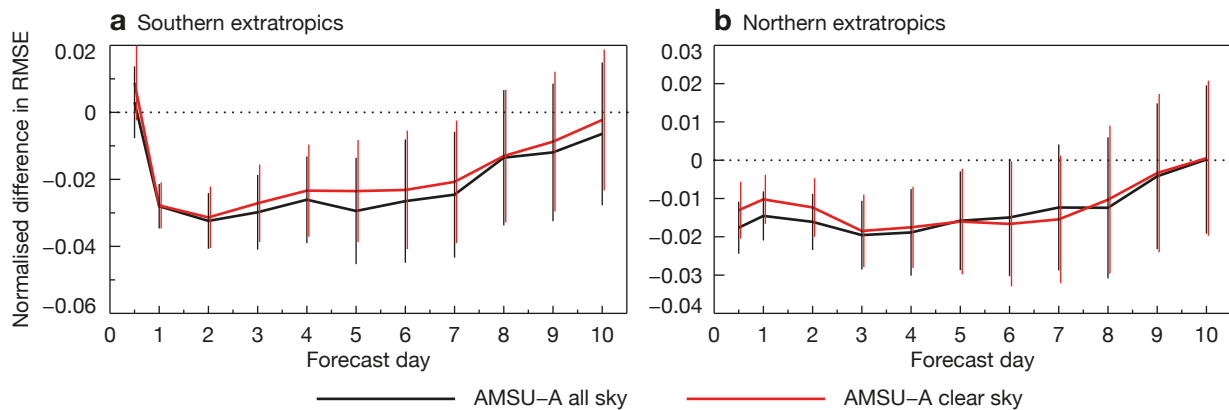 a Southern extratropics
b Northern extratropics
Normalised difference in RMSE
0.02
0
−0.02
−0.04
−0.06
0 1 2 3 4 5 6 7 8 9 10
Forecast day
0.03
0.02
0.01
0
−0.01
−0.02
−0.03
−0.04
0 1 2 3 4 5 6 7 8 9 10
Forecast day
AMSU–A all sky
AMSU–A clear sky